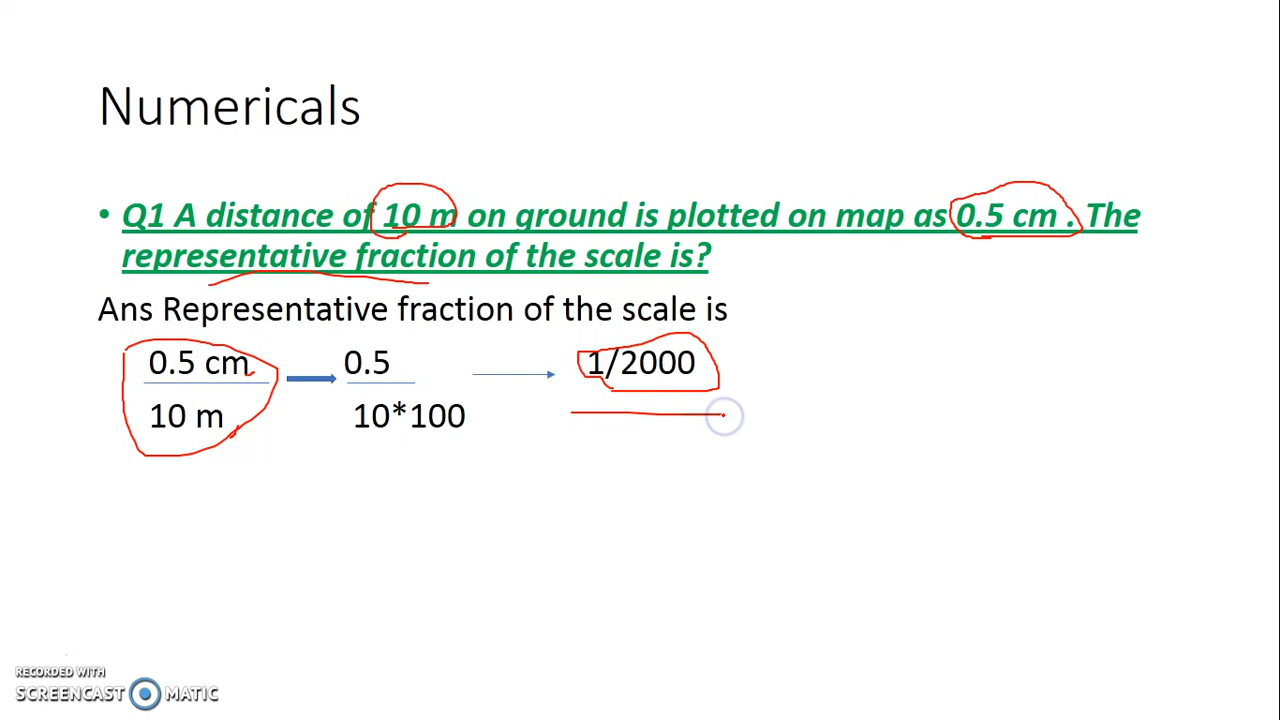 Numericals
• Q1 A distance of 10 m on ground is plotted on map as 0.5 cm . The
representative fraction of the scale is?
Ans Representative fraction of the scale is
0.5 cm 0.5 1/2000
10 m 10*100
RECORDED WITH
SCREENCAST MATIC